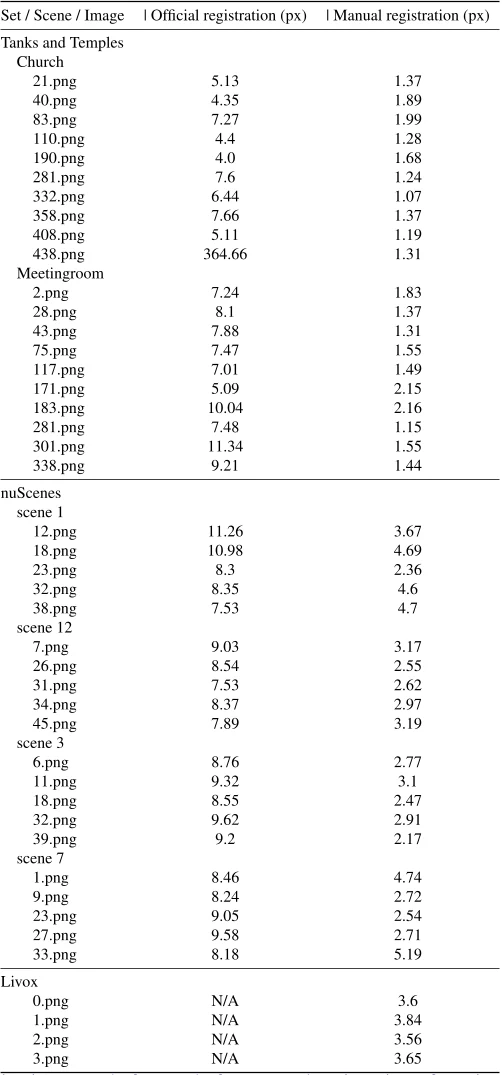 Set / Scene / Image | Official registration (px) | Manual registration (px)
Tanks and Temples
Church
21.png 5.13 1.37
40.png 4.35 1.89
83.png 7.27 1.99
110.png 4.4 1.28
190.png 4.0 1.68
281.png 7.6 1.24
332.png 6.44 1.07
358.png 7.66 1.37
408.png 5.11 1.19
438.png 364.66 1.31
Meetingroom
2.png 7.24 1.83
28.png 8.1 1.37
43.png 7.88 1.31
75.png 7.47 1.55
117.png 7.01 1.49
171.png 5.09 2.15
183.png 10.04 2.16
281.png 7.48 1.15
301.png 11.34 1.55
338.png 9.21 1.44
nuScenes
scene 1
12.png 11.26 3.67
18.png 10.98 4.69
23.png 8.3 2.36
32.png 8.35 4.6
38.png 7.53 4.7
scene 12
7.png 9.03 3.17
26.png 8.54 2.55
31.png 7.53 2.62
34.png 8.37 2.97
45.png 7.89 3.19
scene 3
6.png 8.76 2.77
11.png 9.32 3.1
18.png 8.55 2.47
32.png 9.62 2.91
39.png 9.2 2.17
scene 7
1.png 8.46 4.74
9.png 8.24 2.72
23.png 9.05 2.54
27.png 9.58 2.71
33.png 8.18 5.19
Livox
0.png N/A 3.6
1.png N/A 3.84
2.png N/A 3.56
3.png N/A 3.65